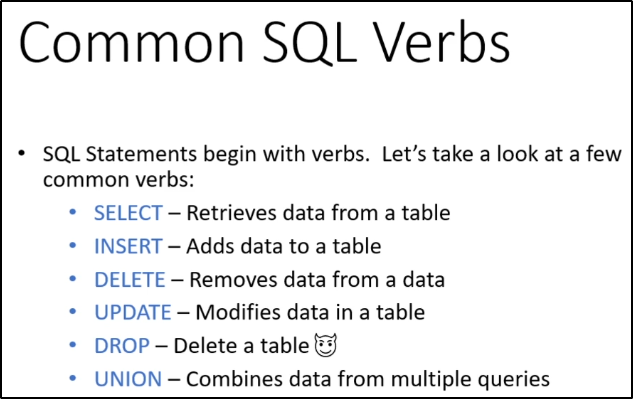 Common SQL Verbs
• SQL Statements begin with verbs.  Let’s take a look at a few
common verbs:
• SELECT – Retrieves data from a table
• INSERT – Adds data to a table
• DELETE – Removes data from a data
• UPDATE – Modifies data in a table
• DROP – Delete a table😈
• UNION – Combines data from multiple queries